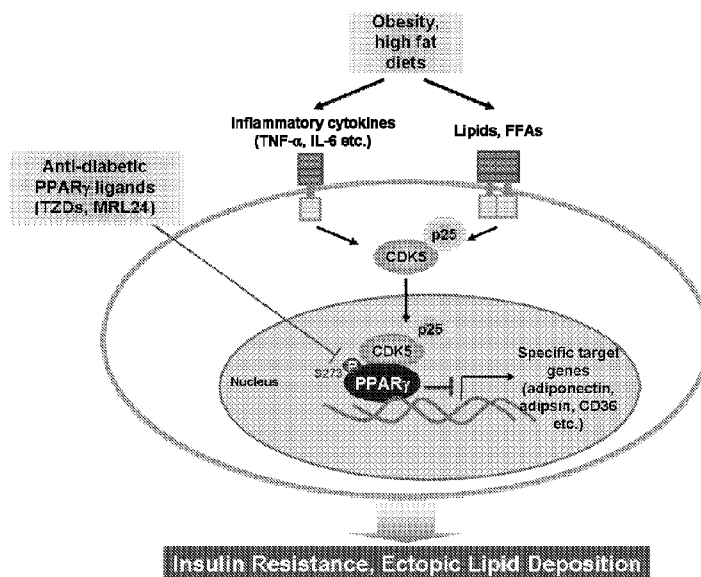 Obesity,
high fat
diets
Inflammatory cytokines
(TNF-α, IL-6 etc.)
Lipids, FFAs
Anti-diabetic
PPARγ ligands
(TZDs, MRL24)
p25
CDK5
p25
CDK5
S273
P
PPARγ
Nucleus
Specific target
genes
(adiponectin,
adipsin, CD36
etc.)
Insulin Resistance, Ectopic Lipid Deposition